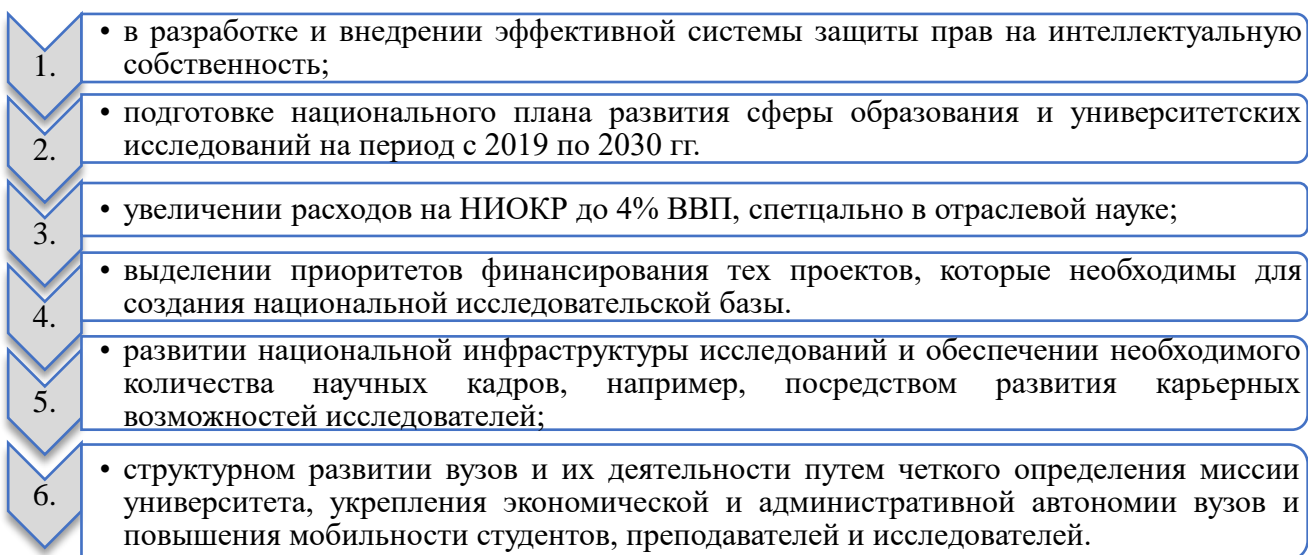 1.
• в разработке и внедрении эффективной системы защиты прав на интеллектуальную
собственность;
2.
• подготовке национального плана развития сферы образования и университетских
исследований на период с 2019 по 2030 гг.
3.
• увеличении расходов на НИОКР до 4% ВВП, спетцально в отраслевой науке;
4.
• выделении приоритетов финансирования тех проектов, которые необходимы для
создания национальной исследовательской базы.
5.
• развитии национальной инфраструктуры исследований и обеспечении необходимого
количества научных кадров, например, посредством развития карьерных
возможностей исследователей;
6.
• структурном развитии вузов и их деятельности путем четкого определения миссии
университета, укрепления экономической и административной автономии вузов и
повышения мобильности студентов, преподавателей и исследователей.